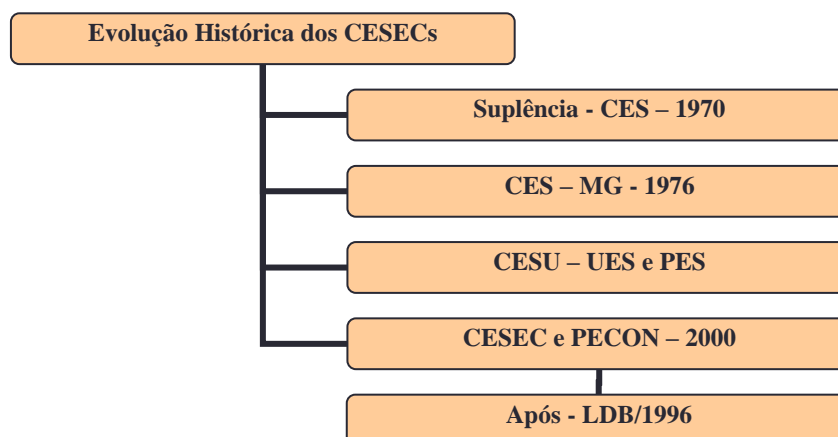 Evolução Histórica dos CESECs
Suplência - CES – 1970
CES – MG - 1976
CESU – UES e PES
CESEC e PECON – 2000
Após - LDB/1996